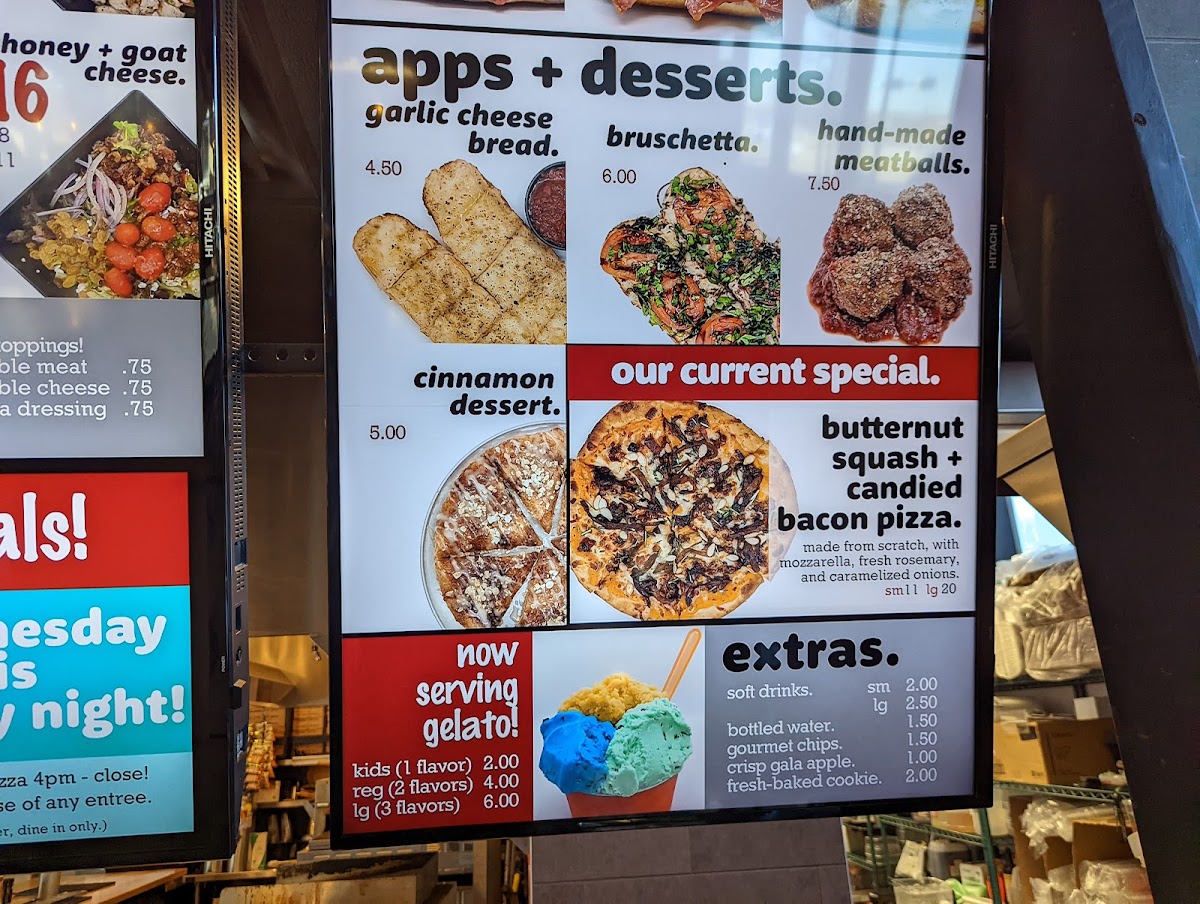 honey + goat
cheese.
16
8
11
oppings!
ble meat .75
ble cheese .75
a dressing .75
als!
nesday
is
y night!
zza 4pm - close!
se of any entree.
er, dine in only.)
HITACHI
apps + desserts.
garlic cheese
bread.
4.50
bruschetta.
6.00
hand-made
meatballs.
7.50
cinnamon
dessert.
5.00
our current special.
butternut
squash +
candied
bacon pizza.
made from scratch, with
mozzarella, fresh rosemary,
and caramelized onions.
sm11 lg 20
now
serving
gelato!
kids (1 flavor) 2.00
reg (2 flavors) 4.00
lg (3 flavors) 6.00
extras.
soft drinks. sm 2.00
lg 2.50
bottled water. 1.50
gourmet chips. 1.50
crisp gala apple. 1.00
fresh-baked cookie. 2.00
HITACHI